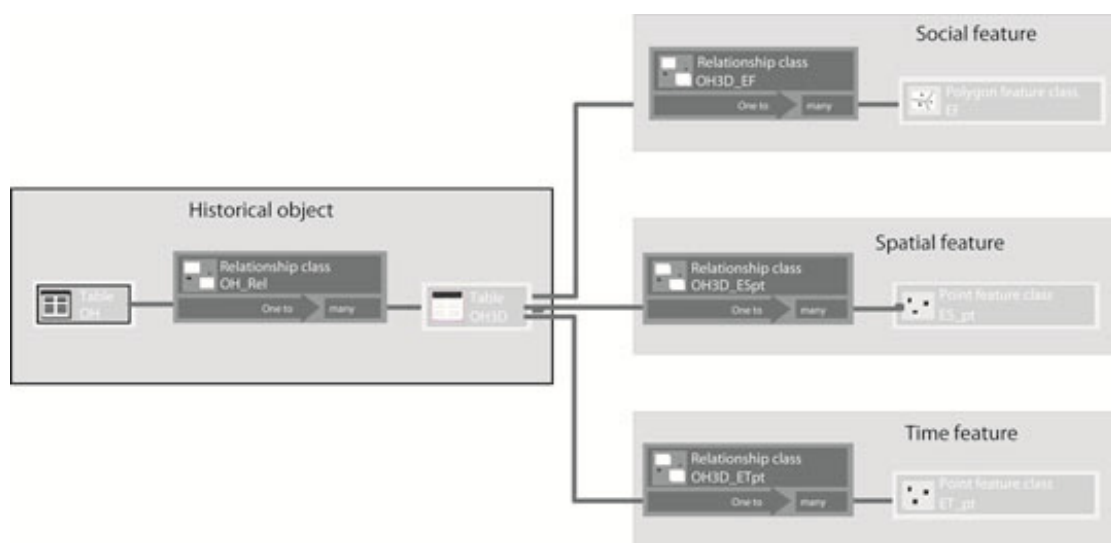 Social feature
Relationship class
OH3D_EF
One to many
Polygon feature class
EF
Historical object
Table
OH
Relationship class
OH_Rel
One to many
Table
OH3D
Spatial feature
Relationship class
OH3D_ESpt
One to many
Point feature class
ES_pt
Time feature
Relationship class
OH3D_ETpt
One to many
Point feature class
ET_pt